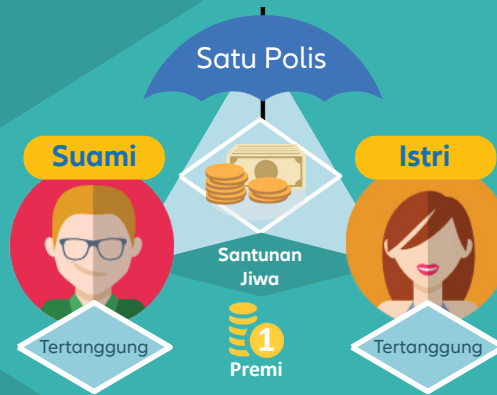 Satu Polis
Suami
Istri
Santunan
Jiwa
Tertanggung
1
Premi
Tertanggung